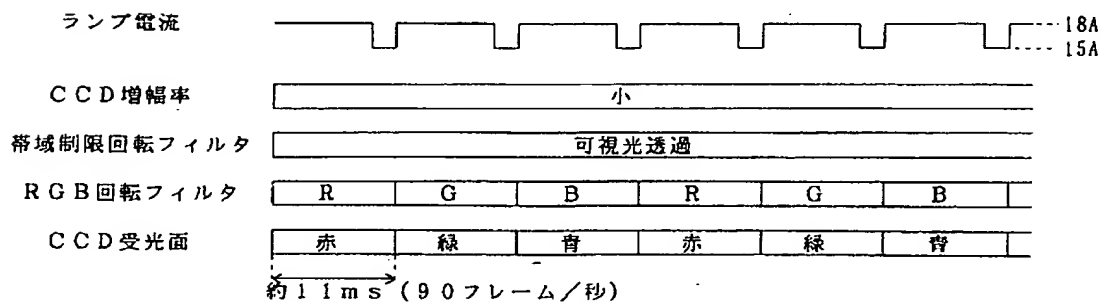 ランプ電流
18A
15A
CCD増幅率 小
帯域制限回転フィルタ 可視光透過
RGB回転フィルタ R G B R G B
CCD受光面 赤 緑 青 赤 緑 青
約11ms(90フレーム/秒)